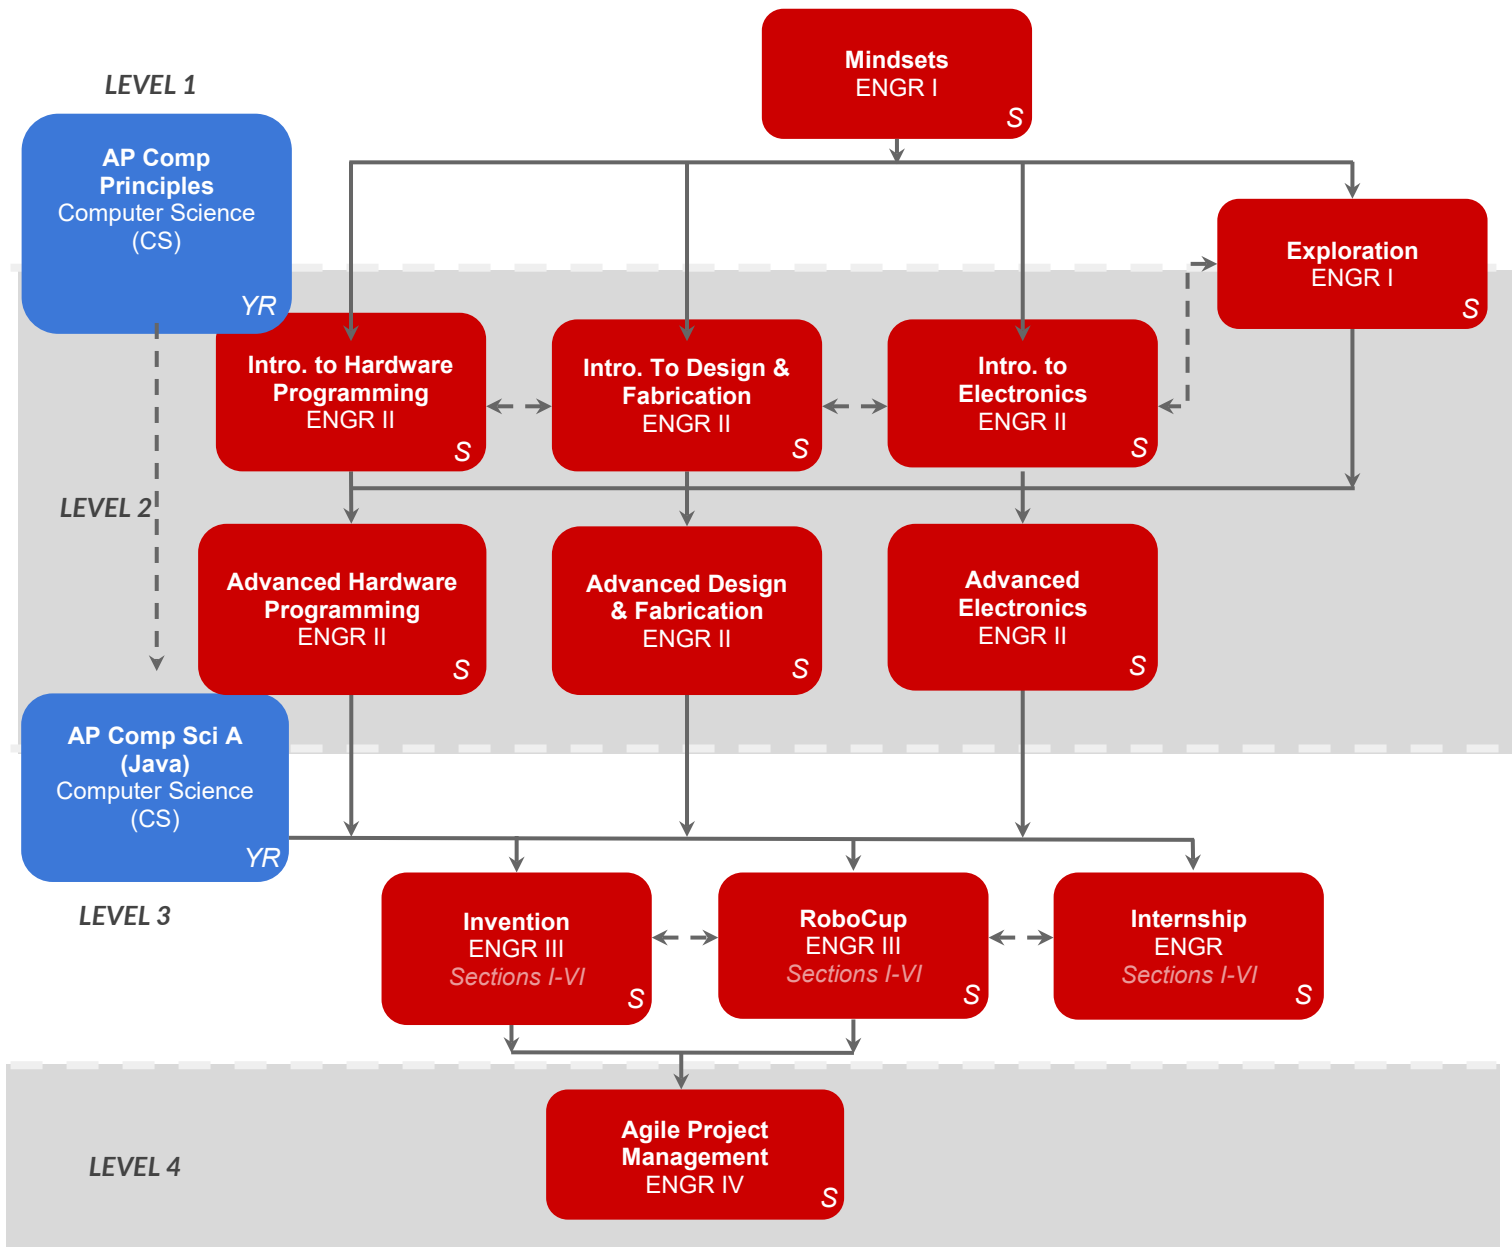 Mindsets
ENGR I
S
LEVEL 1
AP Comp
Principles
Computer Science
(CS)
YR
Exploration
ENGR I
S
Intro. to Hardware
Programming
ENGR II
S
Intro. To Design &
Fabrication
ENGR II
S
Intro. to
Electronics
ENGR II
S
LEVEL 2
Advanced Hardware
Programming
ENGR II
S
Advanced Design
& Fabrication
ENGR II
S
Advanced
Electronics
ENGR II
S
AP Comp Sci A
(Java)
Computer Science
(CS)
YR
LEVEL 3
Invention
ENGR III
Sections I-VI
S
RoboCup
ENGR III
Sections I-VI
S
Internship
ENGR
Sections I-VI
S
LEVEL 4
Agile Project
Management
ENGR IV
S